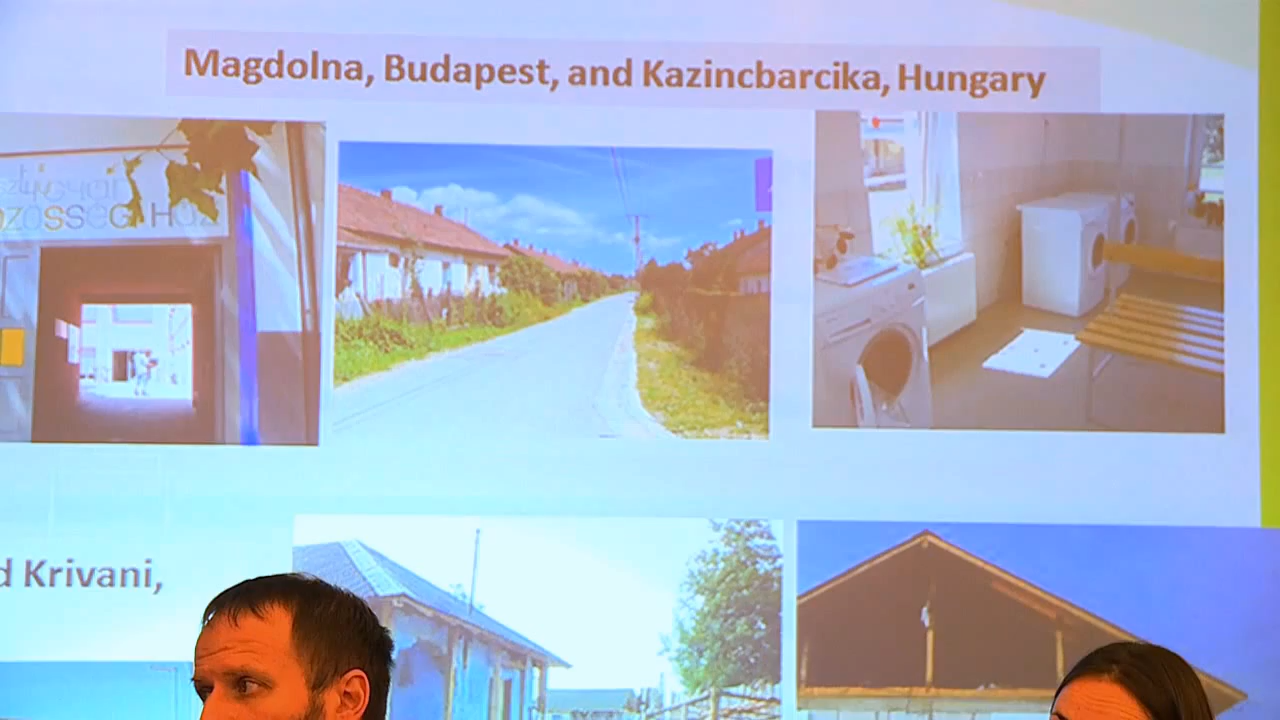 Magdolna, Budapest, and Kazincbarcika, Hungary
d Krivani,